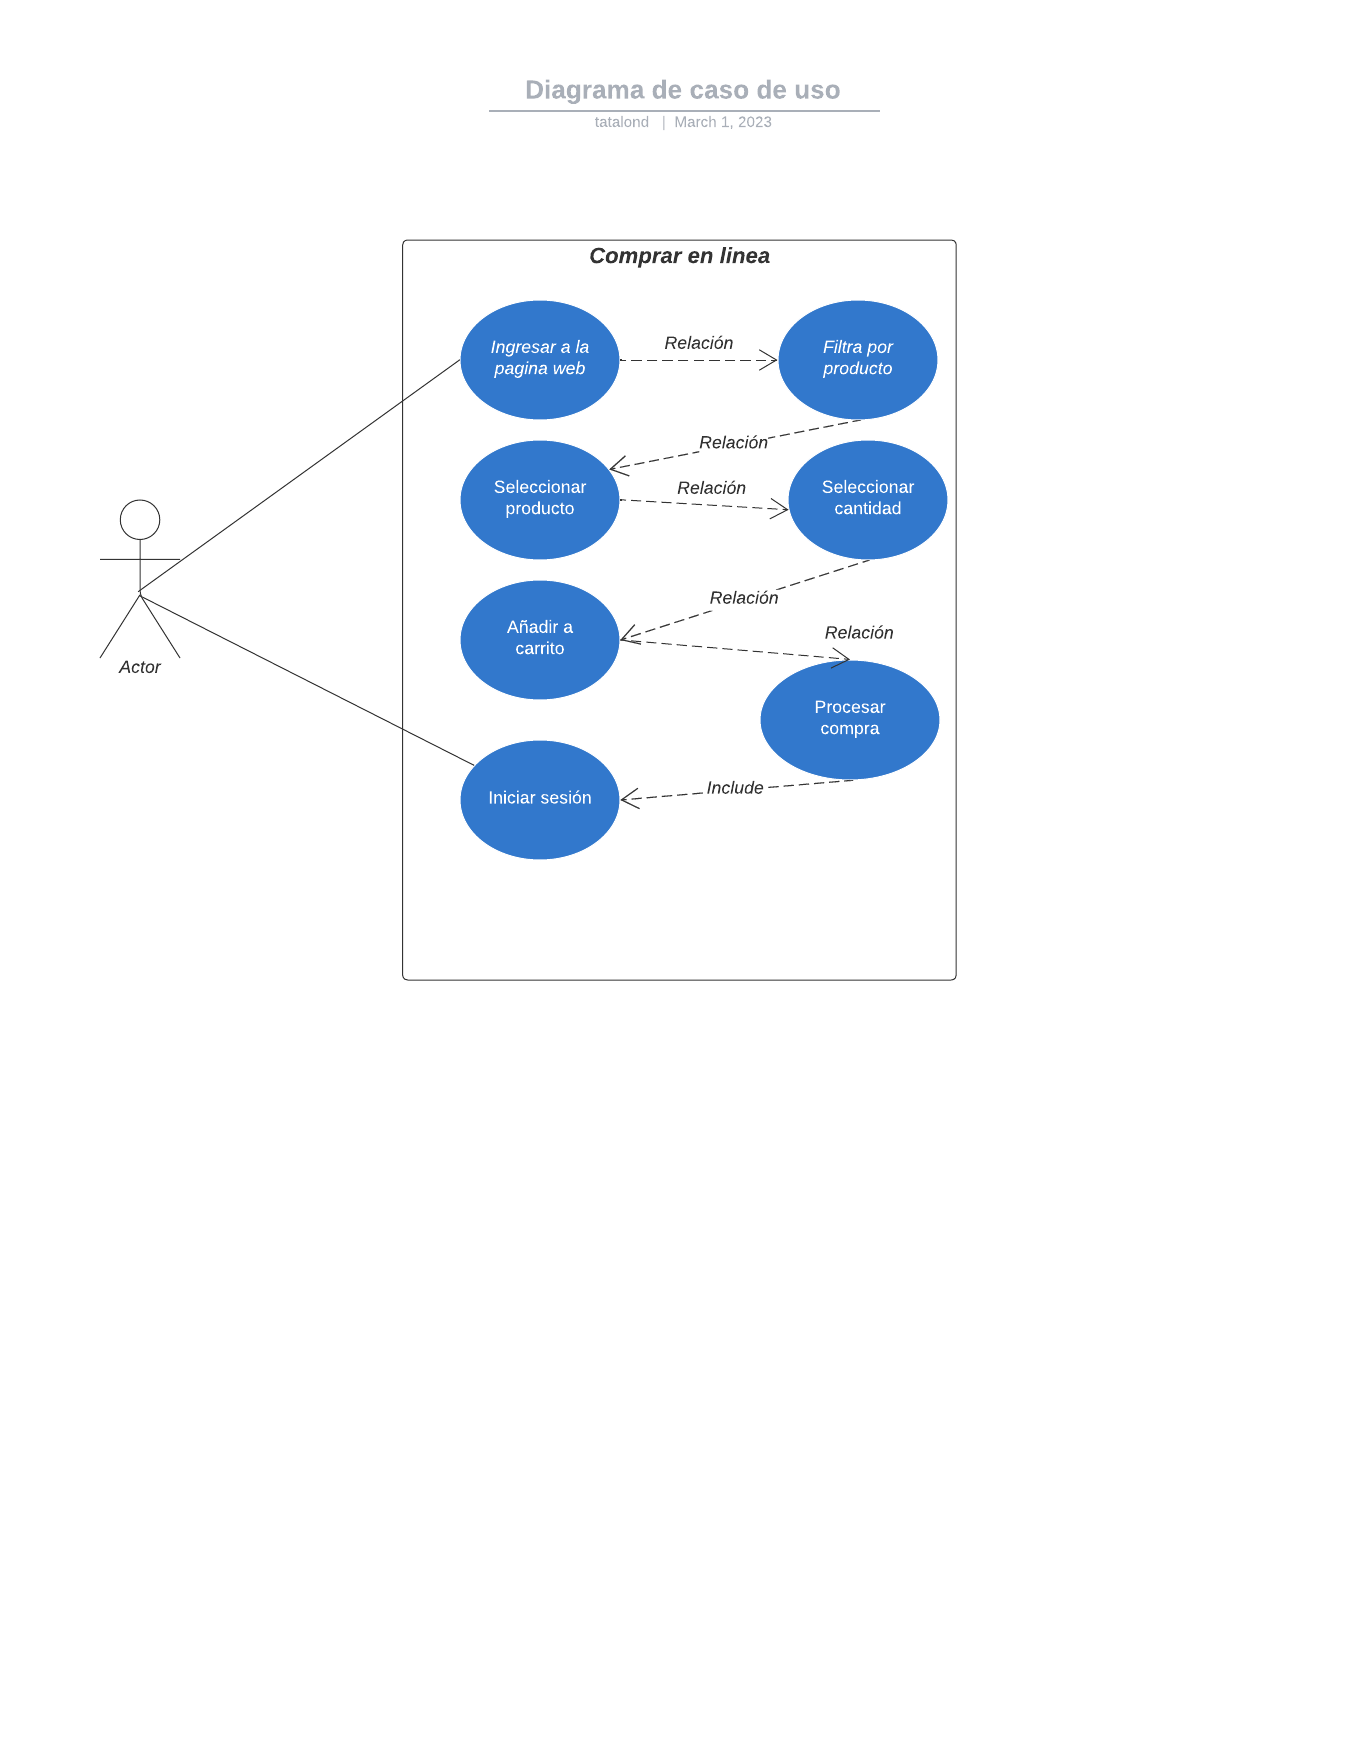 Diagrama de caso de uso
tatalond | March 1, 2023
Comprar en linea
Ingresar a la
pagina web
Relación
Filtra por
producto
Relación
Seleccionar
producto
Relación
Seleccionar
cantidad
Relación
Añadir a
carrito
Relación
Actor
Procesar
compra
Include
Iniciar sesión